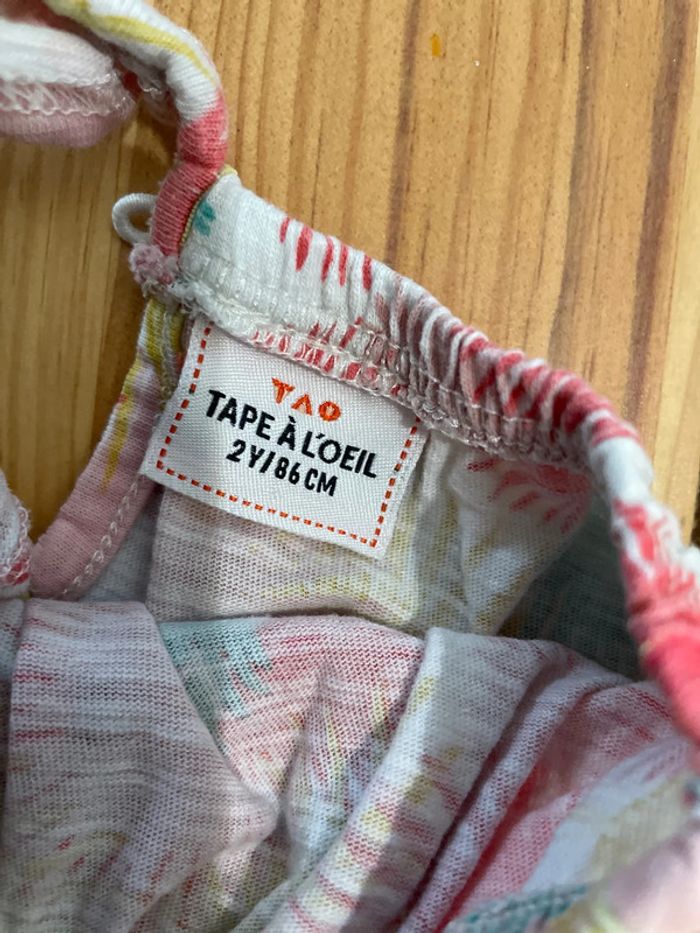 TAO
TAPE À L'OEIL
2Y/86CM